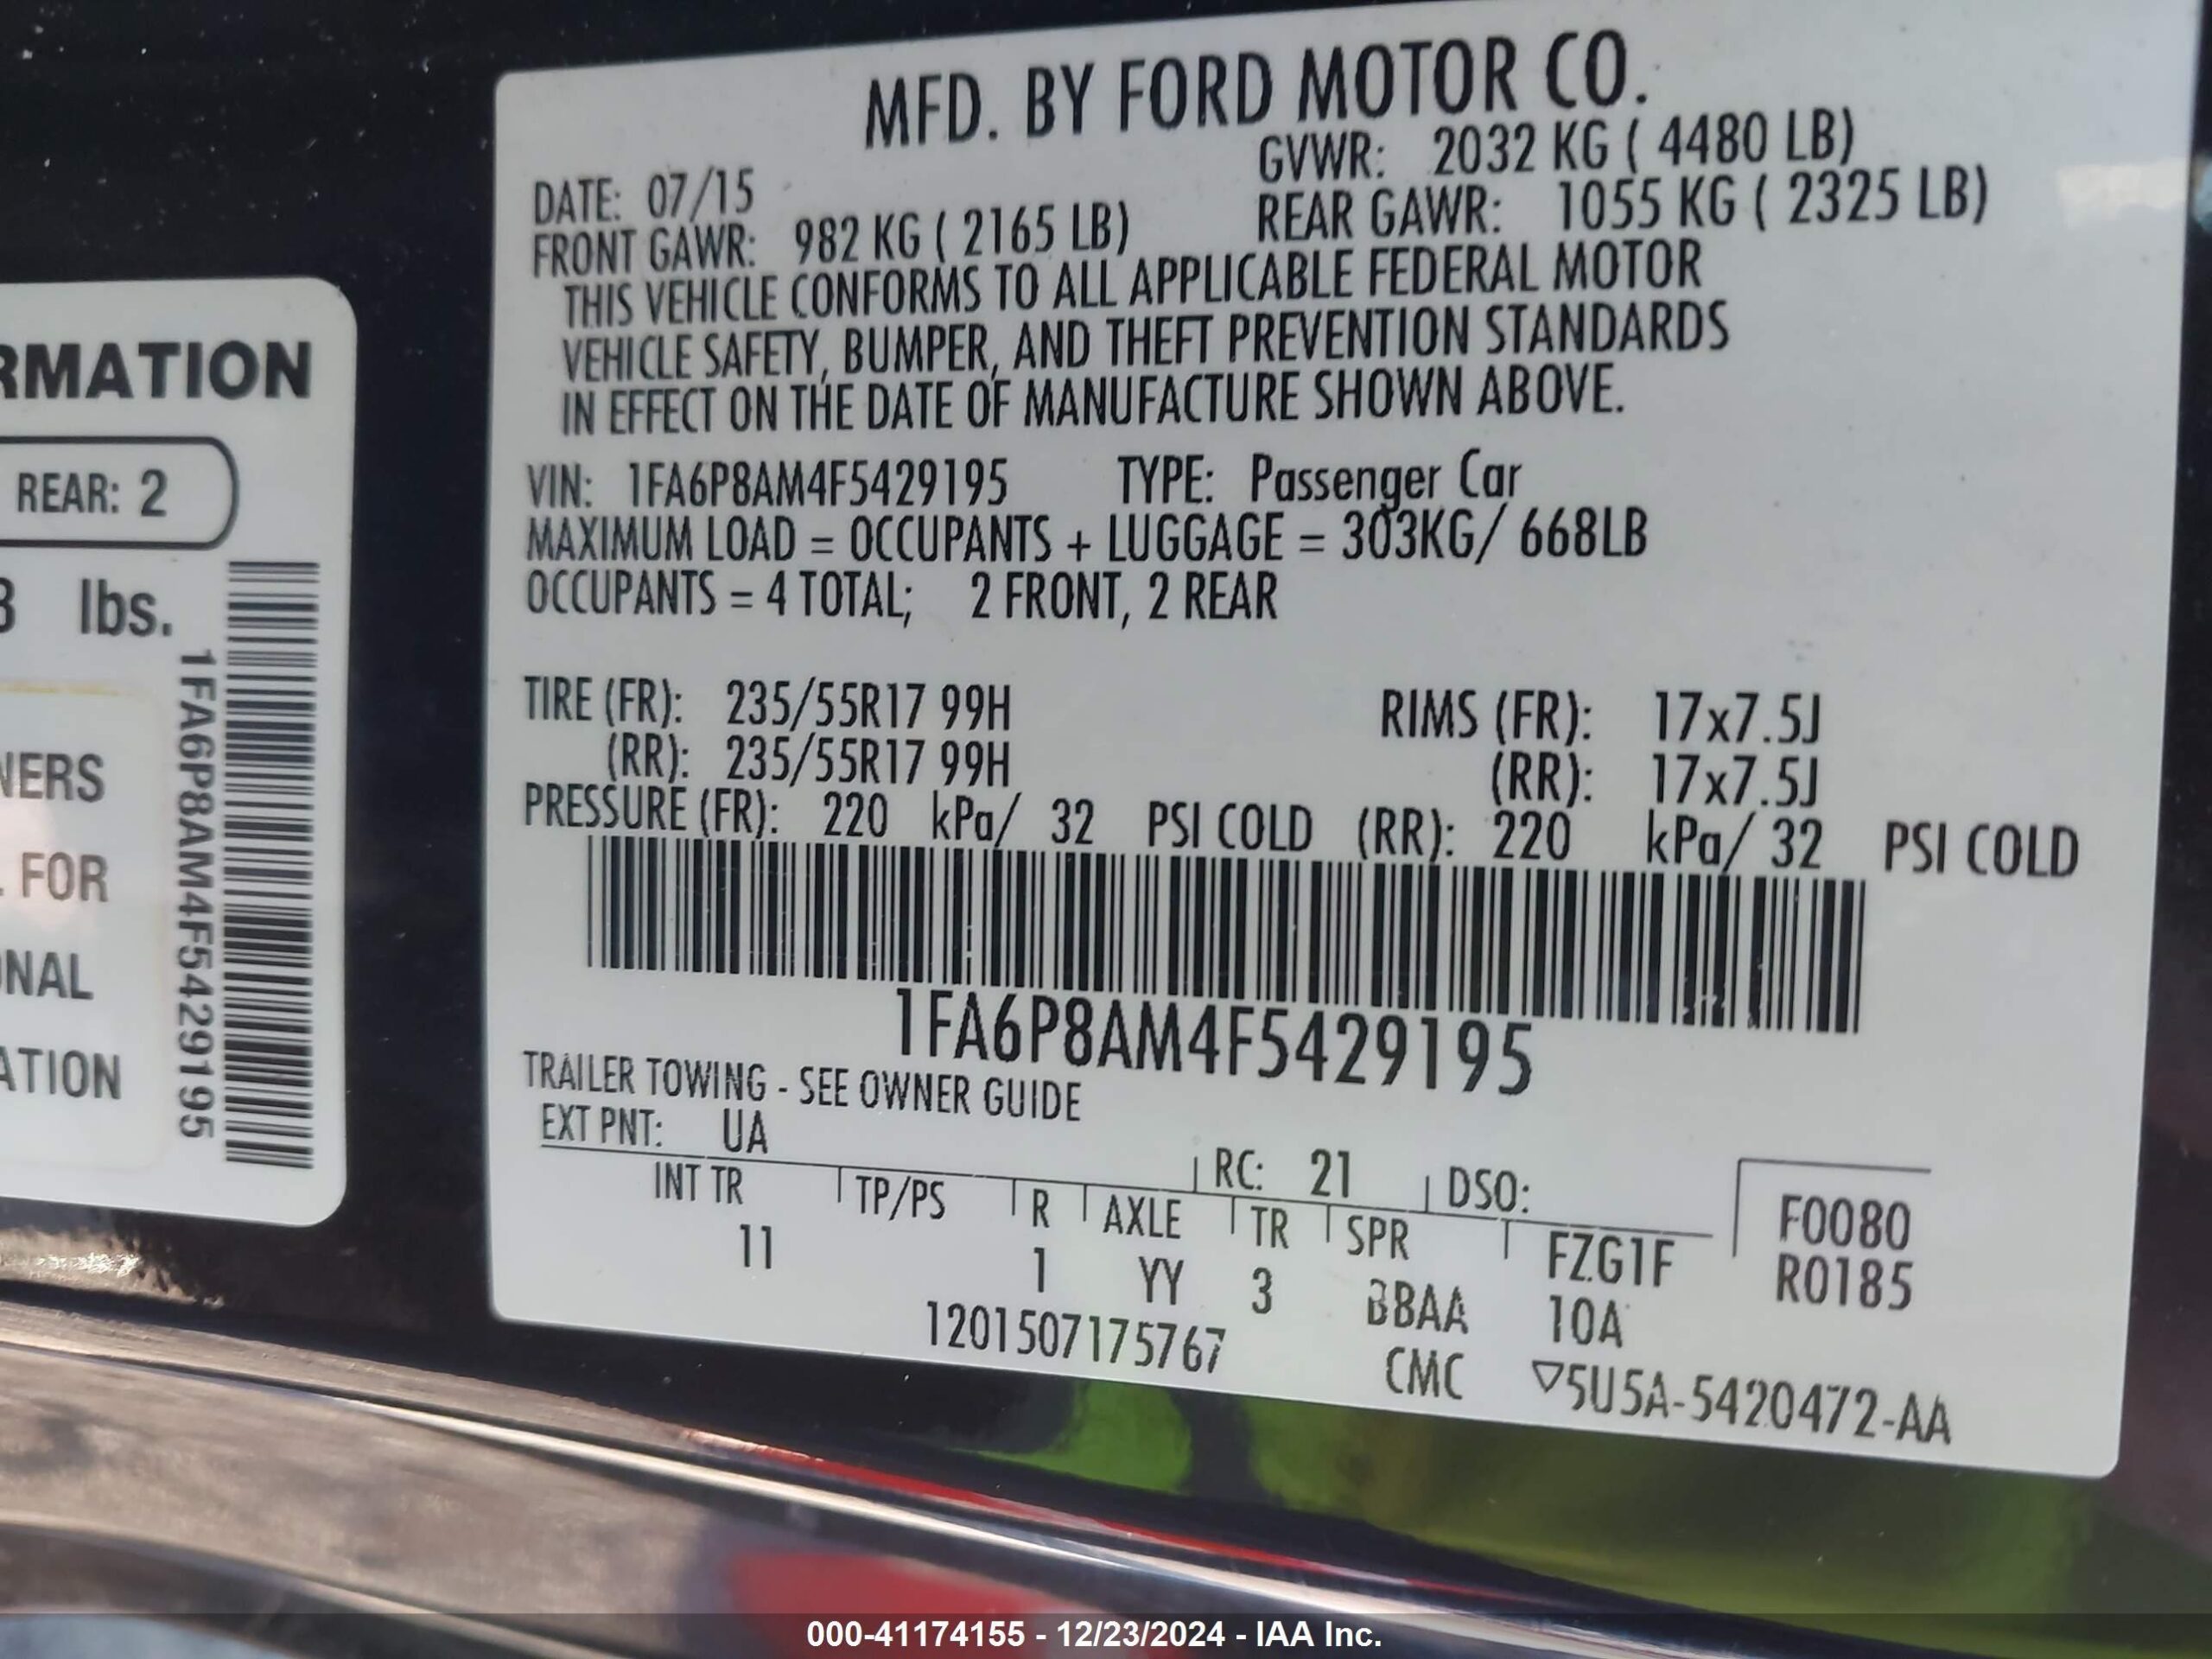 RMATION
REAR: 2
lbs.
NERS
FOR
NAL
ATION
1FA6P8AM4F5429195
MFD. BY FORD MOTOR CO.
DATE: 07/15 GVWR: 2032 KG ( 4480 LB)
FRONT GAWR: 982 KG ( 2165 LB) REAR GAWR: 1055 KG ( 2325 LB)
THIS VEHICLE CONFORMS TO ALL APPLICABLE FEDERAL MOTOR
VEHICLE SAFETY, BUMPER, AND THEFT PREVENTION STANDARDS
IN EFFECT ON THE DATE OF MANUFACTURE SHOWN ABOVE.
VIN: 1FA6P8AM4F5429195 TYPE: Passenger Car
MAXIMUM LOAD = OCCUPANTS + LUGGAGE = 303KG/ 668LB
OCCUPANTS = 4 TOTAL; 2 FRONT, 2 REAR
TIRE (FR): 235/55R17 99H RIMS (FR): 17x7.5J
(RR): 235/55R17 99H (RR): 17x7.5J
PRESSURE (FR): 220 kPa/ 32 PSI COLD (RR): 220 kPa/ 32 PSI COLD
1FA6P8AM4F5429195
TRAILER TOWING - SEE OWNER GUIDE
EXT PNT: UA RC: 21 DSO: F0080
INT TR TP/PS R AXLE TR SPR FZG1F R0185
11 1 YY 3 BBAA 10A
1201507175767 CMC ▽5U5A-5420472-AA
000-41174155 - 12/23/2024 - IAA Inc.